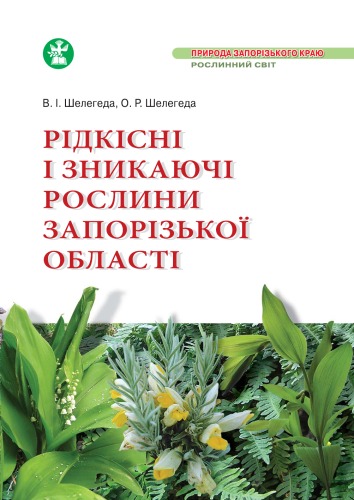 ПРИРОДА ЗАПОРІЗЬКОГО КРАЮ
РОСЛИННИЙ СВІТ
В. І. Шелегеда, О. Р. Шелегеда
РІДКІСНІ
І ЗНИКАЮЧІ
РОСЛИНИ
ЗАПОРІЗЬКОЇ
ОБЛАСТІ